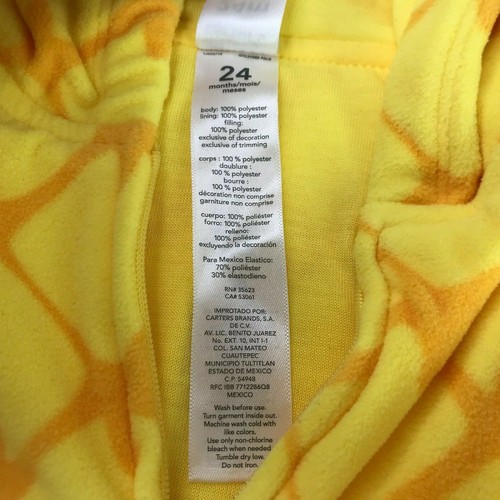 24
months/mois/
meses
body: 100% polyester
lining: 100% polyester
filling:
100% polyester
exclusive of decoration
exclusive of trimming
corps : 100 % polyester
doublure :
100 % polyester
bourre :
100 % polyester
décoration non comprise
garniture non comprise
cuerpo: 100% poliéster
forro: 100% poliéster
relleno:
100% poliéster
excluyendo la decoración
Para Mexico Elastico:
70% poliéster
30% elastodieno
RN# 35623
CA# 53061
IMPORTADO POR:
CARTERS BRANDS, S.A.
DE C.V.
AV. LIC. BENITO JUAREZ
No. EXT. 10, INT I-1
COL. SAN MATEO
CUAUTEPEC
MUNICIPIO TULTITLAN
ESTADO DE MEXICO
C.P. 54948
RFC IBB 7712286Q8
MEXICO
Wash before use.
Turn garment inside out.
Machine wash cold with
like colors.
Use only non-chlorine
bleach when needed.
Tumble dry low.
Do not iron.